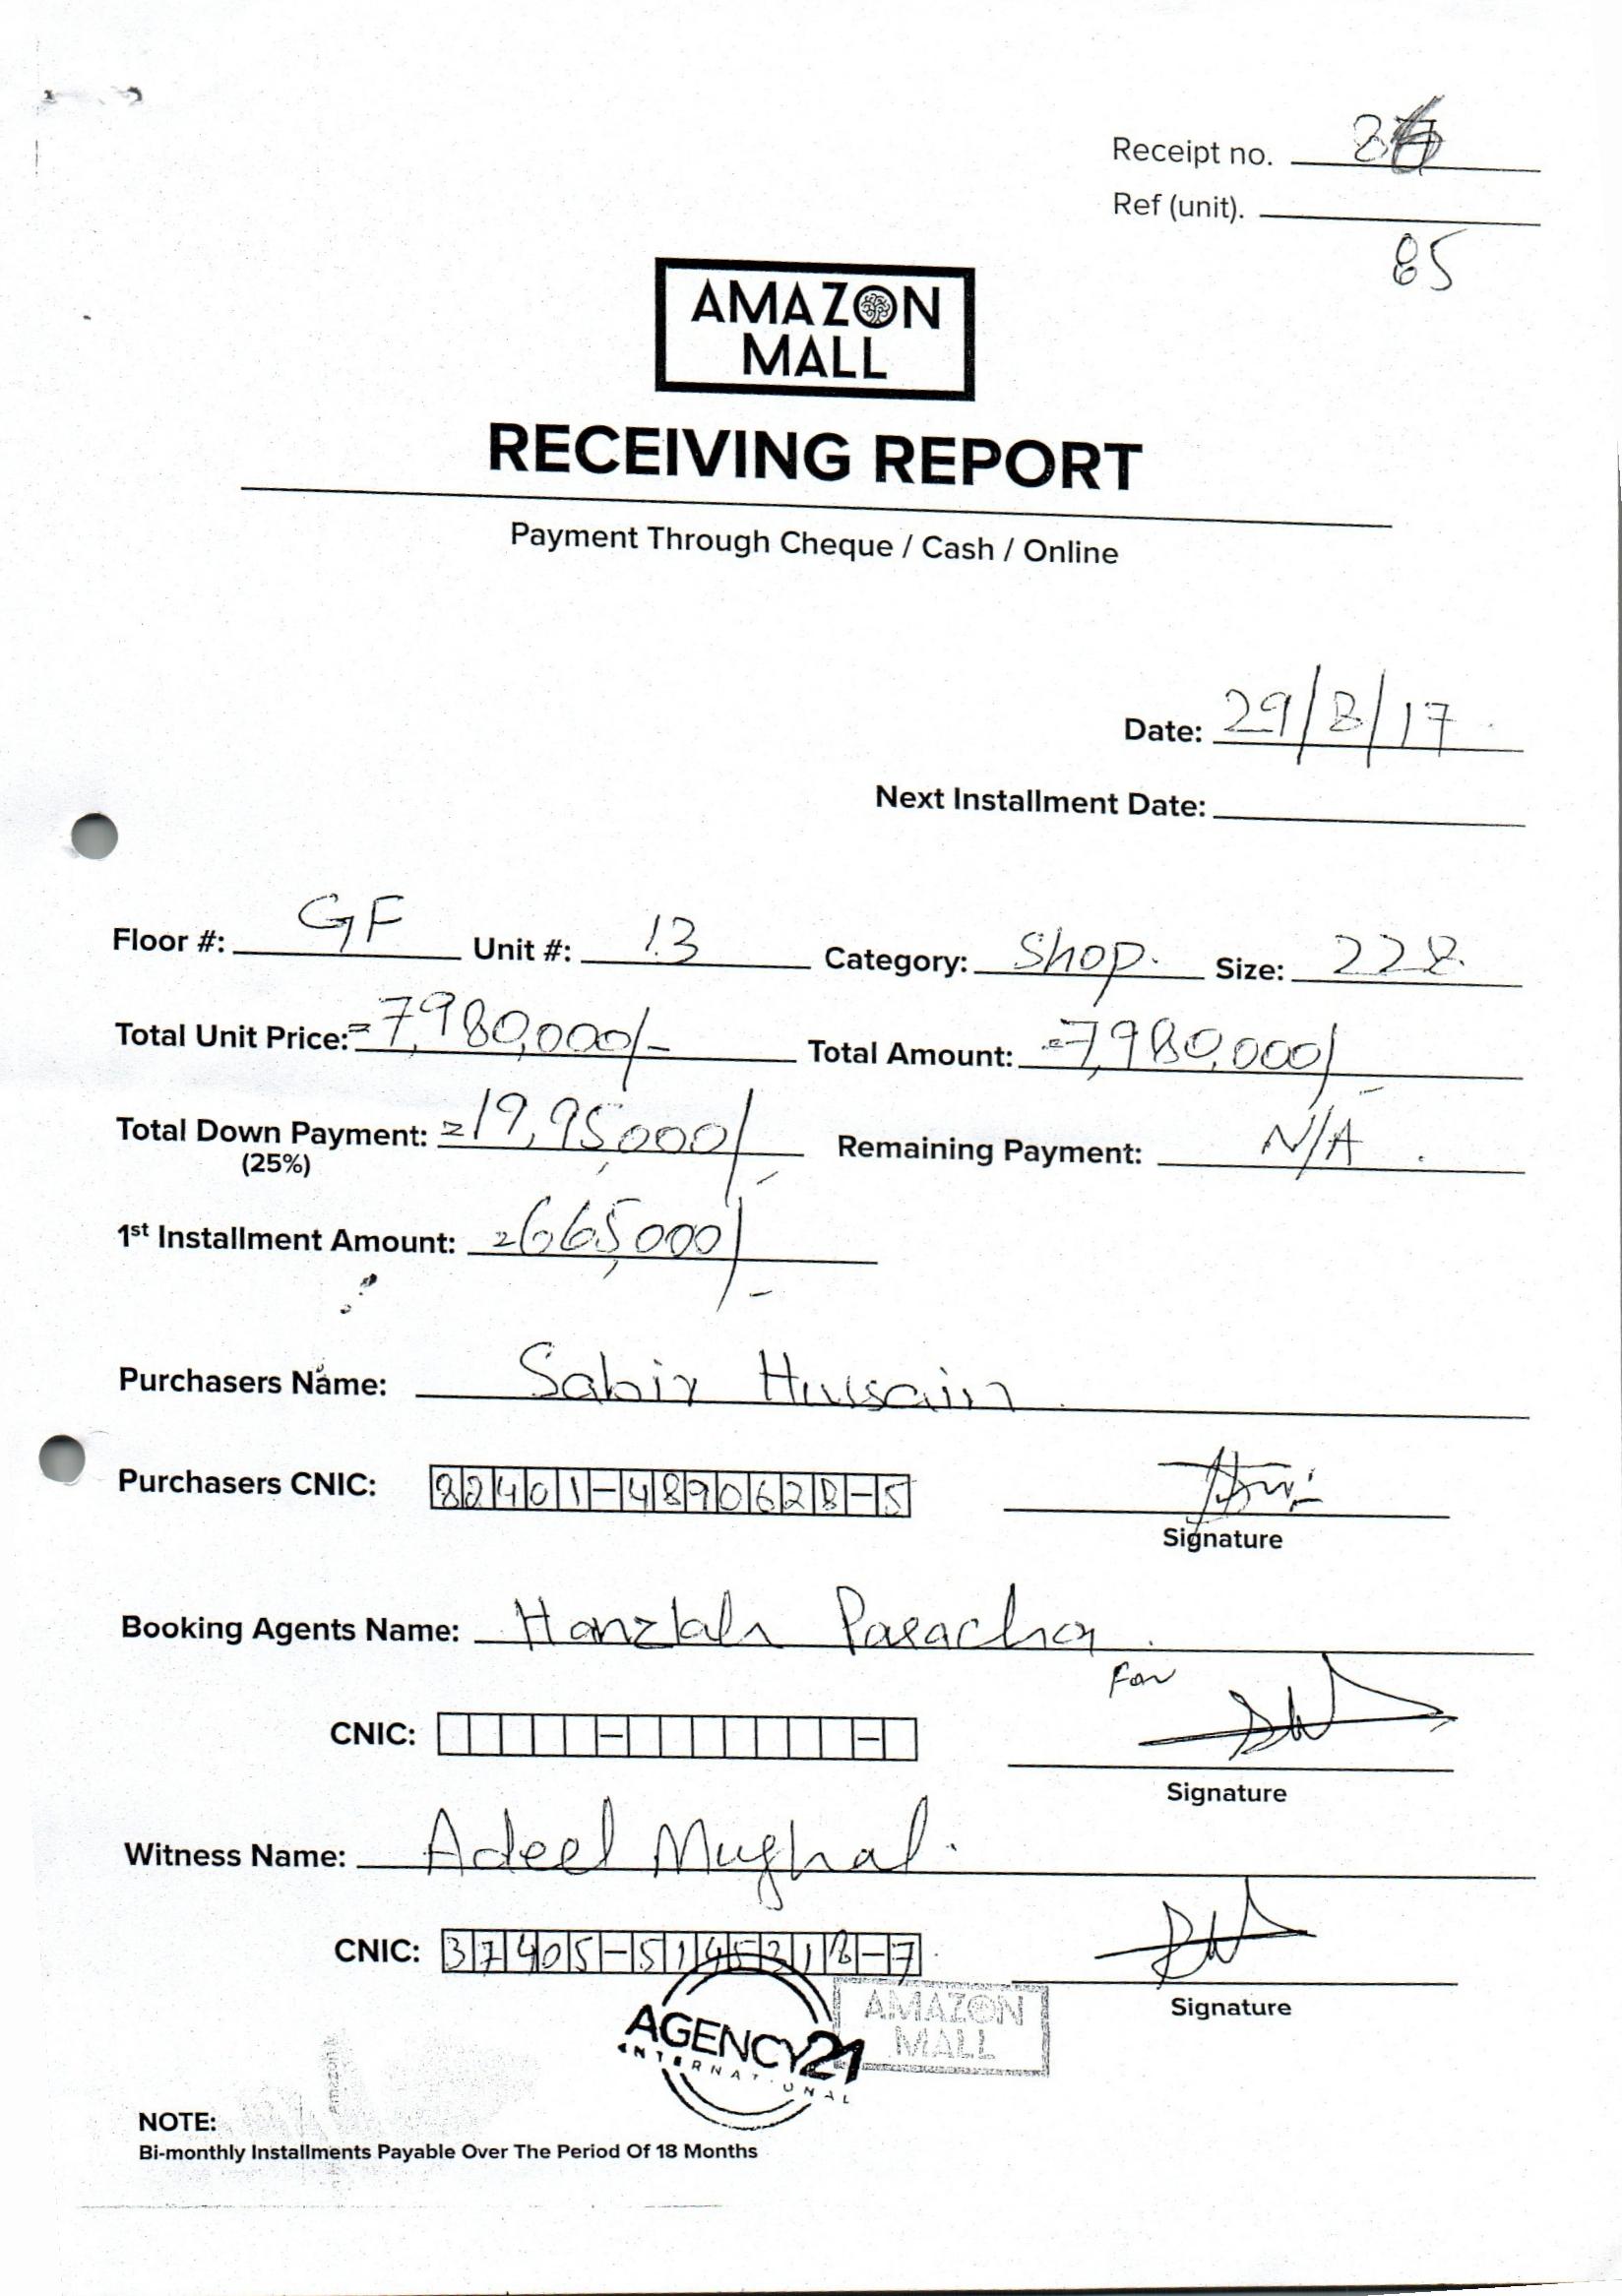 Receipt no. 8
Ref (unit).
85
AMAZON
MALL
RECEIVING REPORT
Payment Through Cheque / Cash / Online
Date: 29/8/17
Next Installment Date:
Floor #: GF Unit #: 13 Category: Shop. Size: 228.
Total Unit Price: =7,980,000/- Total Amount: =7,980,000/-
Total Down Payment: =19,95,000/- Remaining Payment: N/A.
(25%)
1st Installment Amount: =665,000/-
Purchasers Name: Sabir Hussain.
Purchasers CNIC: 82401-4890628-5
Signature
Booking Agents Name: Hanzlah Paracha.
For
CNIC: - -
Signature
Witness Name: Adeel Mughal.
CNIC: 37405-5145318-7
Signature
AGENCY21
INTERNATIONAL
AMAZON
MALL
NOTE:
Bi-monthly Installments Payable Over The Period Of 18 Months